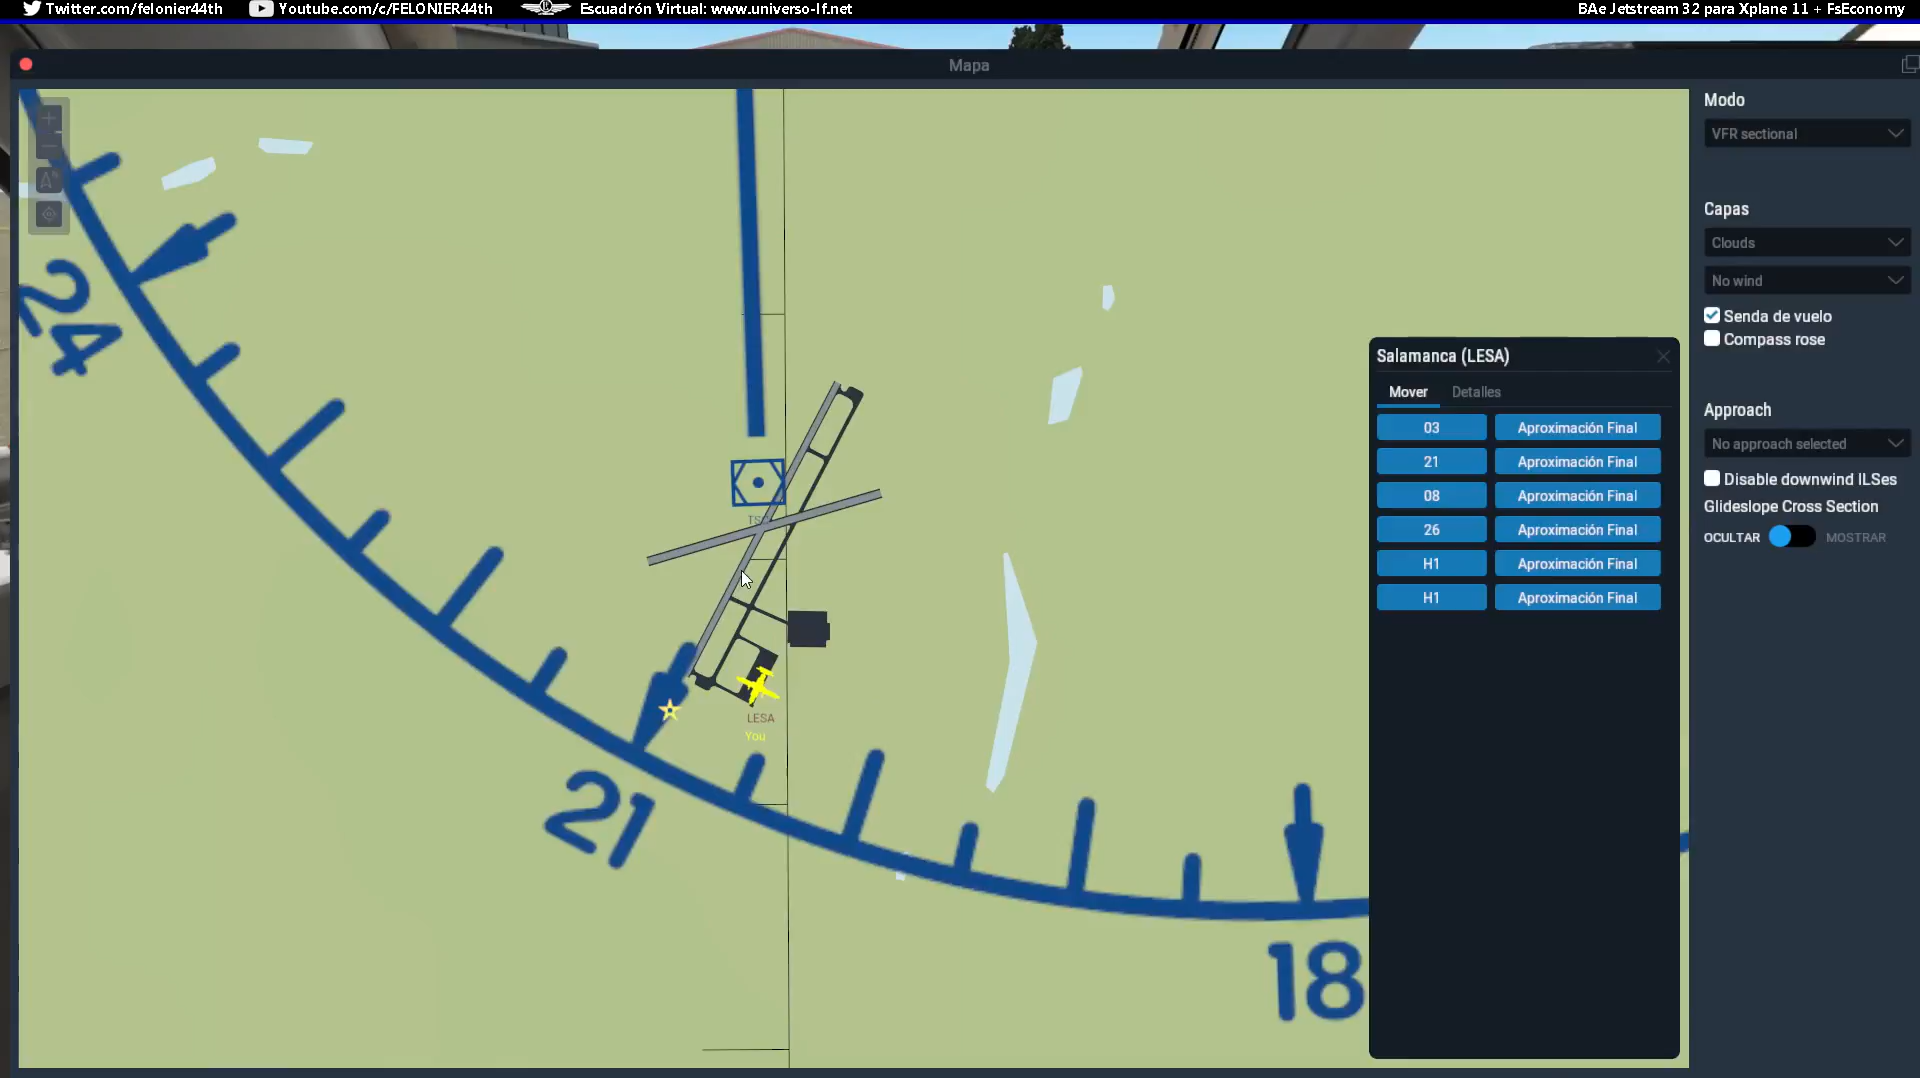 Twitter.com/felonier44th
Youtube.com/c/FELONIER44th
Escuadrón Virtual: www.universo-lf.net
BAe Jetstream 32 para Xplane 11 + FsEconomy
Mapa
Modo
VFR sectional
Capas
Clouds
No wind
Senda de vuelo
Compass rose
Approach
No approach selected
Disable downwind ILSes
Glideslope Cross Section
OCULTAR MOSTRAR
Salamanca (LESA)
Mover Detalles
03 Aproximación Final
21 Aproximación Final
08 Aproximación Final
26 Aproximación Final
H1 Aproximación Final
H1 Aproximación Final
24
LESA
You
21
18